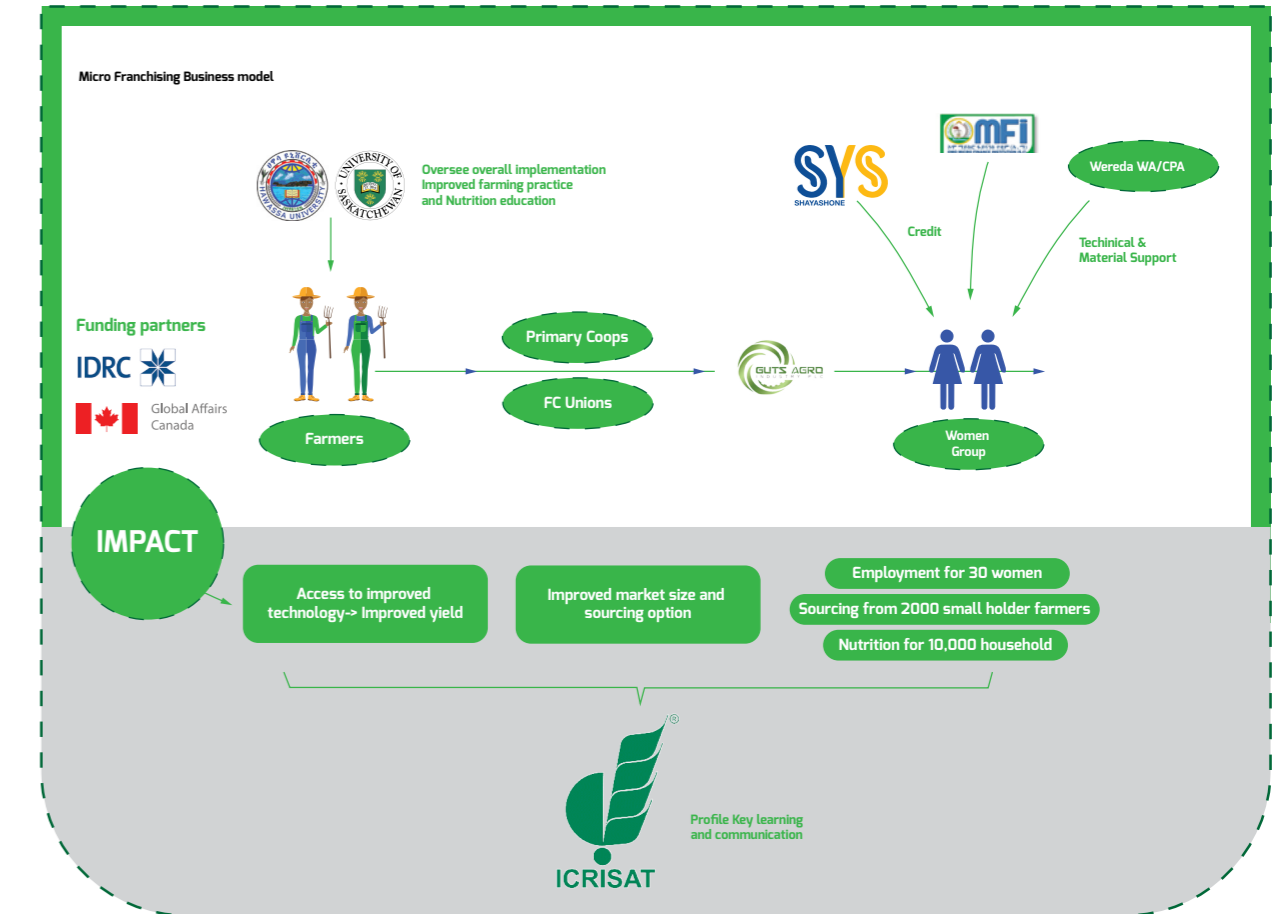 Micro Franchising Business model
HAWASSA UNIVERSITY
UNIVERSITY OF
SASKATCHEWAN
Oversee overall implementation
Improved farming practice
and Nutrition education
SYS
SHAYASHONE
MFi
Wereda WA/CPA
Credit
Techinical &
Material Support
Funding partners
IDRC
Global Affairs
Canada
Farmers
Primary Coops
FC Unions
GUTS AGRO
INDUSTRY PLC
Women
Group
IMPACT
Access to improved
technology-> Improved yield
Improved market size and
sourcing option
Employment for 30 women
Sourcing from 2000 small holder farmers
Nutrition for 10,000 household
®
ICRISAT
Profile Key learning
and communication